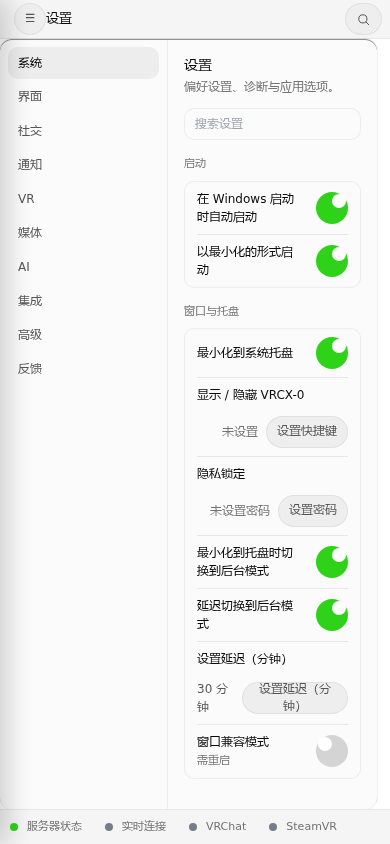 设置
系统
界面
社交
通知
VR
媒体
AI
集成
高级
反馈
设置
偏好设置、诊断与应用选项。
搜索设置
启动
在 Windows 启动
时自动启动
以最小化的形式启
动
窗口与托盘
最小化到系统托盘
显示 / 隐藏 VRCX-0
未设置
设置快捷键
隐私锁定
未设置密码
设置密码
最小化到托盘时切
换到后台模式
延迟切换到后台模
式
设置延迟（分钟）
30 分
钟
设置延迟（分
钟）
窗口兼容模式
需重启
服务器状态
实时连接
VRChat
SteamVR